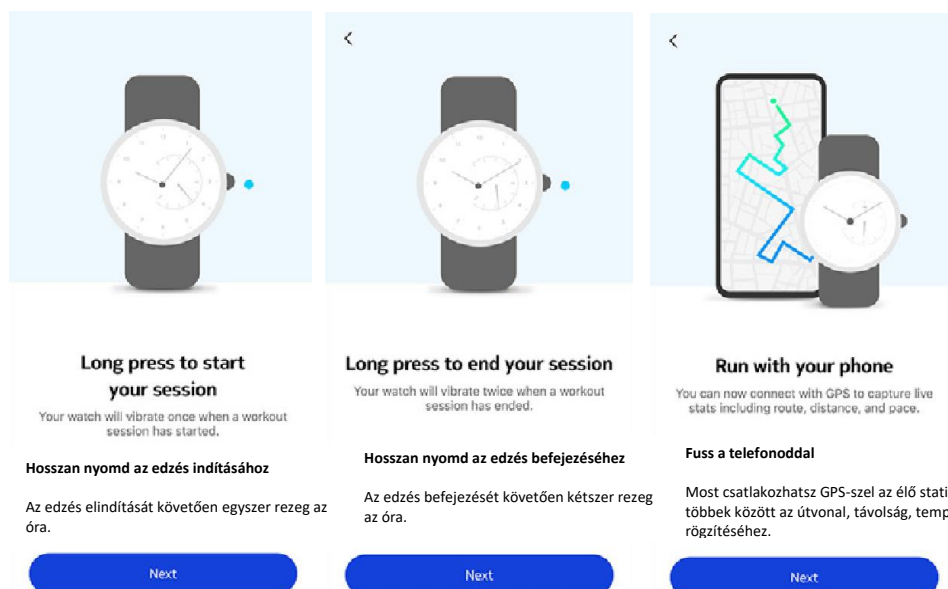 Long press to start
your session
Your watch will vibrate once when a workout
session has started.
Hosszan nyomd az edzés indításához
Az edzés elindítását követően egyszer rezeg az
óra.
Next
Long press to end your session
Your watch will vibrate twice when a workout
session has ended.
Hosszan nyomd az edzés befejezéséhez
Az edzés befejezését követően kétszer rezeg
az óra.
Next
Run with your phone
You can now connect with GPS to capture live
stats including route, distance, and pace.
Fuss a telefonoddal
Most csatlakozhatsz GPS-szel az élő stati
többek között az útvonal, távolság, temp
rögzítéséhez.
Next